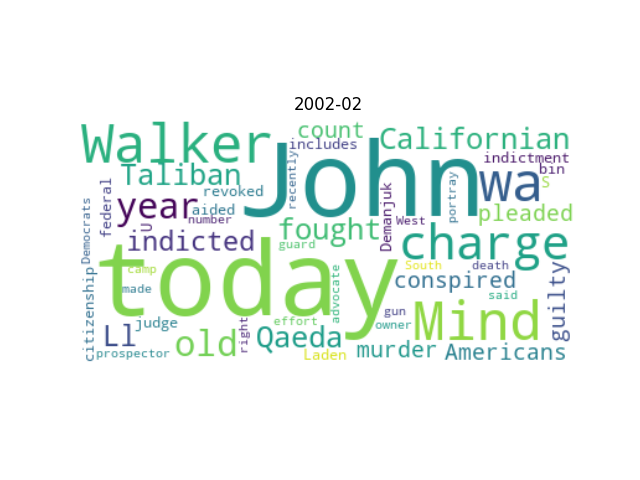 2002-02
Walker
John
count
Californian
includes
indictment
Taliban
recently
revoked
bin
wa
S
portray
federal
year
aided
number
U
Demanjuk
West
pleaded
Democrats
indicted
fought
guard
charge
today
camp
South
death
conspired
citizenship
made
advocate
said
guilty
Ll
judge
old
right
effort
Qaeda
gun
owner
Mind
prospector
Laden
murder
Americans